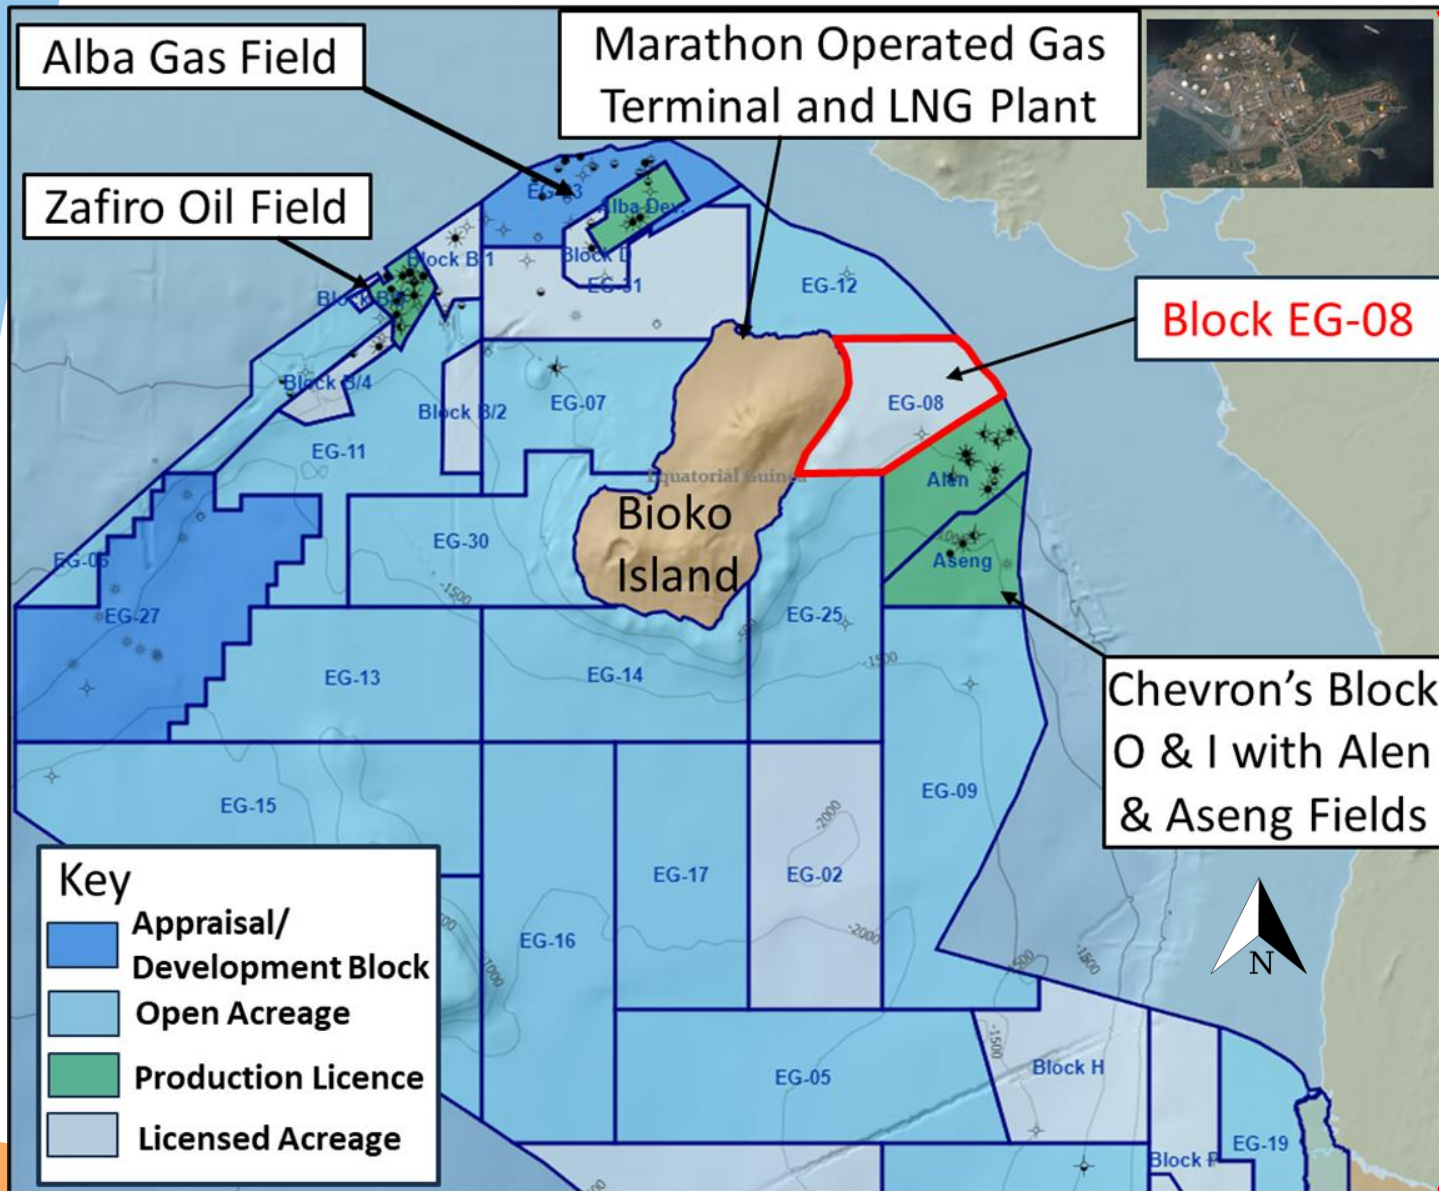 Alba Gas Field
Marathon Operated Gas
Terminal and LNG Plant
Zafiro Oil Field
EG-03
Alba Dev.
Block B/1
Block D
EG-31
EG-12
Block EG-08
Block B/4
Block B/2
EG-07
EG-08
EG-11
Equatorial Guinea
Alen
Bioko
Island
EG-30
Aseng
EG-06
EG-27
-1500
-500
EG-25
-1500
EG-13
EG-14
Chevron's Block
O & I with Alen
& Aseng Fields
EG-15
EG-09
-2000
EG-17
EG-02
EG-16
-2000
-1000
-1500
Key
Appraisal/
Development Block
Open Acreage
Production Licence
Licensed Acreage
N
-1500
EG-05
Block H
Block P
EG-19